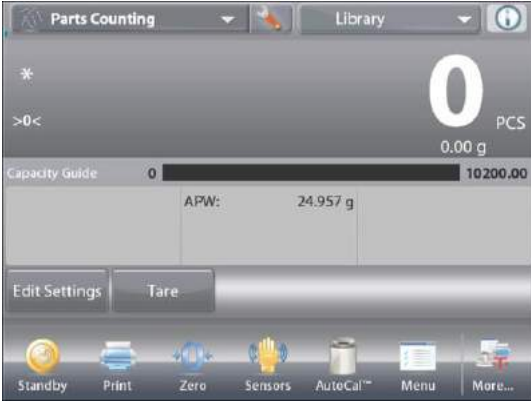 Parts Counting Library
*
0
>0< PCS
0.00 g
Capacity Guide 0 10200.00
APW: 24.957 g
Edit Settings Tare
Standby Print Zero Sensors AutoCal™ Menu More...